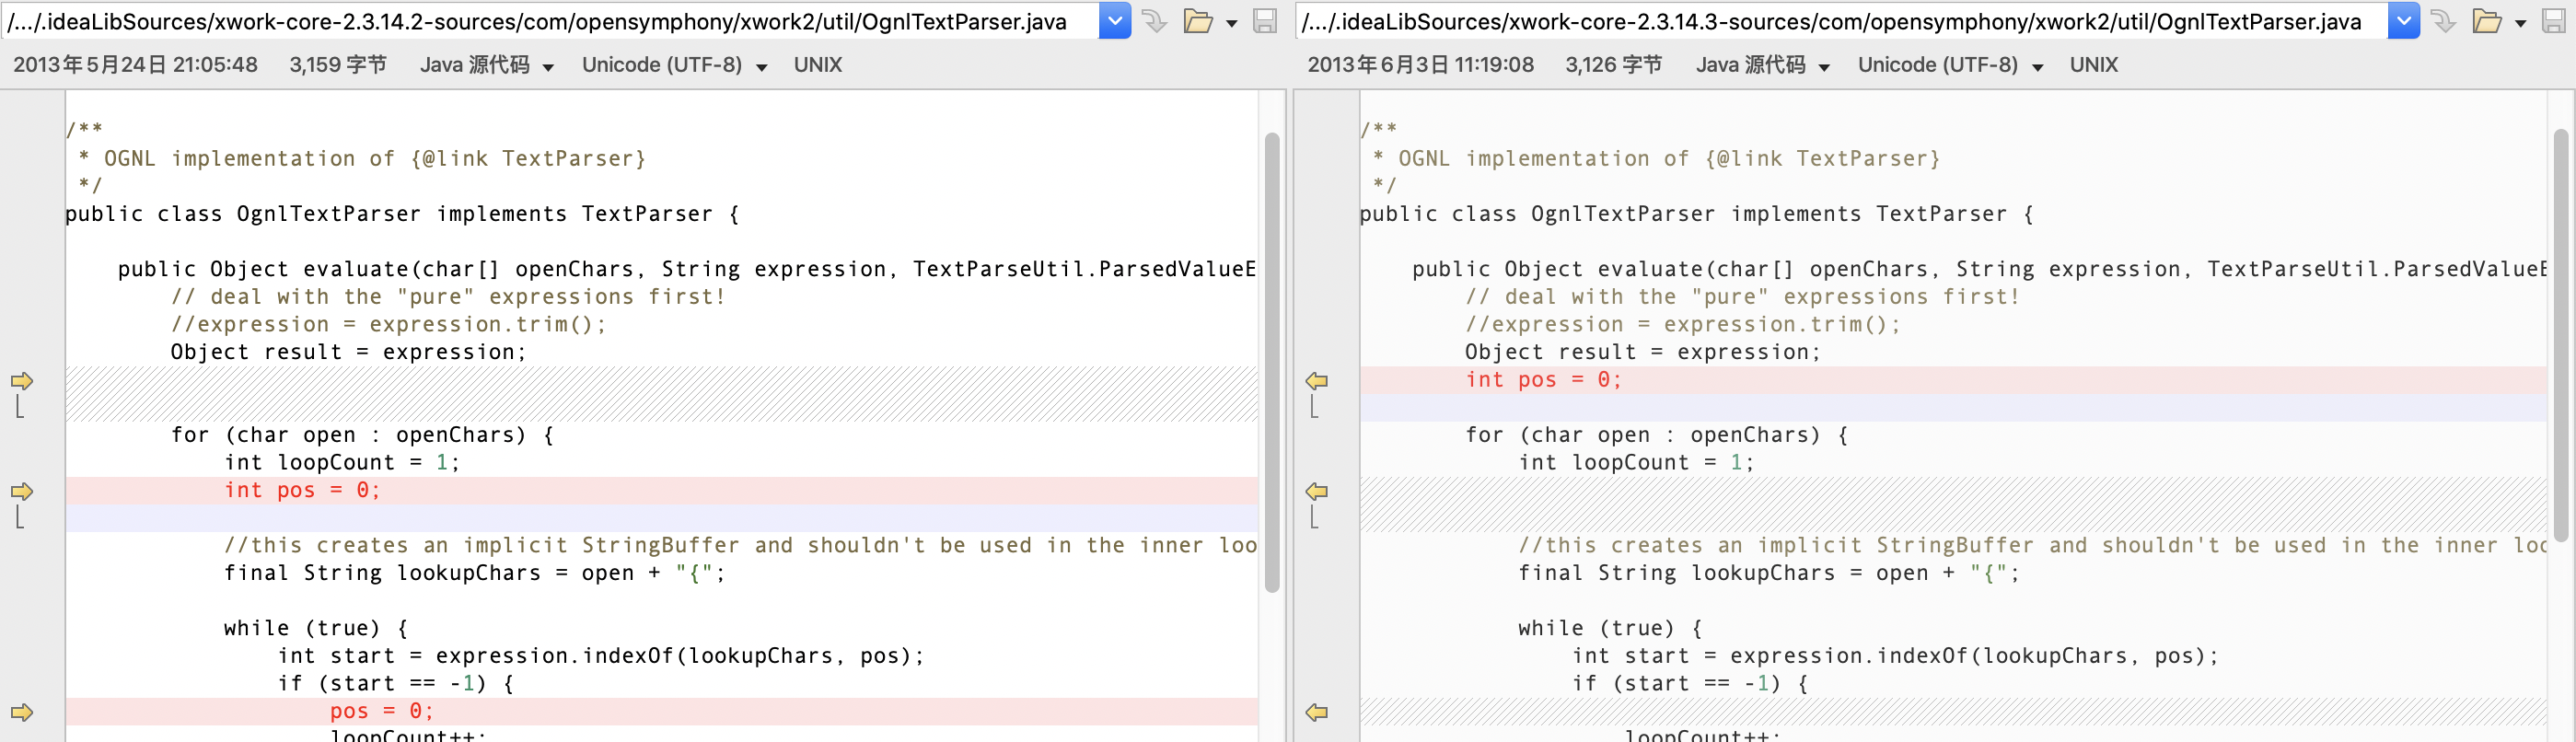 /.../.ideaLibSources/xwork-core-2.3.14.2-sources/com/opensymphony/xwork2/util/OgnlTextParser.java
2013年5月24日 21:05:48 3,159 字节 Java 源代码 Unicode (UTF-8) UNIX
/**
 * OGNL implementation of {@link TextParser}
 */
public class OgnlTextParser implements TextParser {
    public Object evaluate(char[] openChars, String expression, TextParseUtil.ParsedValueE
        // deal with the "pure" expressions first!
        //expression = expression.trim();
        Object result = expression;
        for (char open : openChars) {
            int loopCount = 1;
            int pos = 0;
            //this creates an implicit StringBuffer and shouldn't be used in the inner loo
            final String lookupChars = open + "{";
            while (true) {
                int start = expression.indexOf(lookupChars, pos);
                if (start == -1) {
                    pos = 0;
                    loopCount++;
/.../.ideaLibSources/xwork-core-2.3.14.3-sources/com/opensymphony/xwork2/util/OgnlTextParser.java
2013年6月3日 11:19:08 3,126 字节 Java 源代码 Unicode (UTF-8) UNIX
/**
 * OGNL implementation of {@link TextParser}
 */
public class OgnlTextParser implements TextParser {
    public Object evaluate(char[] openChars, String expression, TextParseUtil.ParsedValueE
        // deal with the "pure" expressions first!
        //expression = expression.trim();
        Object result = expression;
        int pos = 0;
        for (char open : openChars) {
            int loopCount = 1;
            //this creates an implicit StringBuffer and shouldn't be used in the inner loo
            final String lookupChars = open + "{";
            while (true) {
                int start = expression.indexOf(lookupChars, pos);
                if (start == -1) {
                    loopCount++;